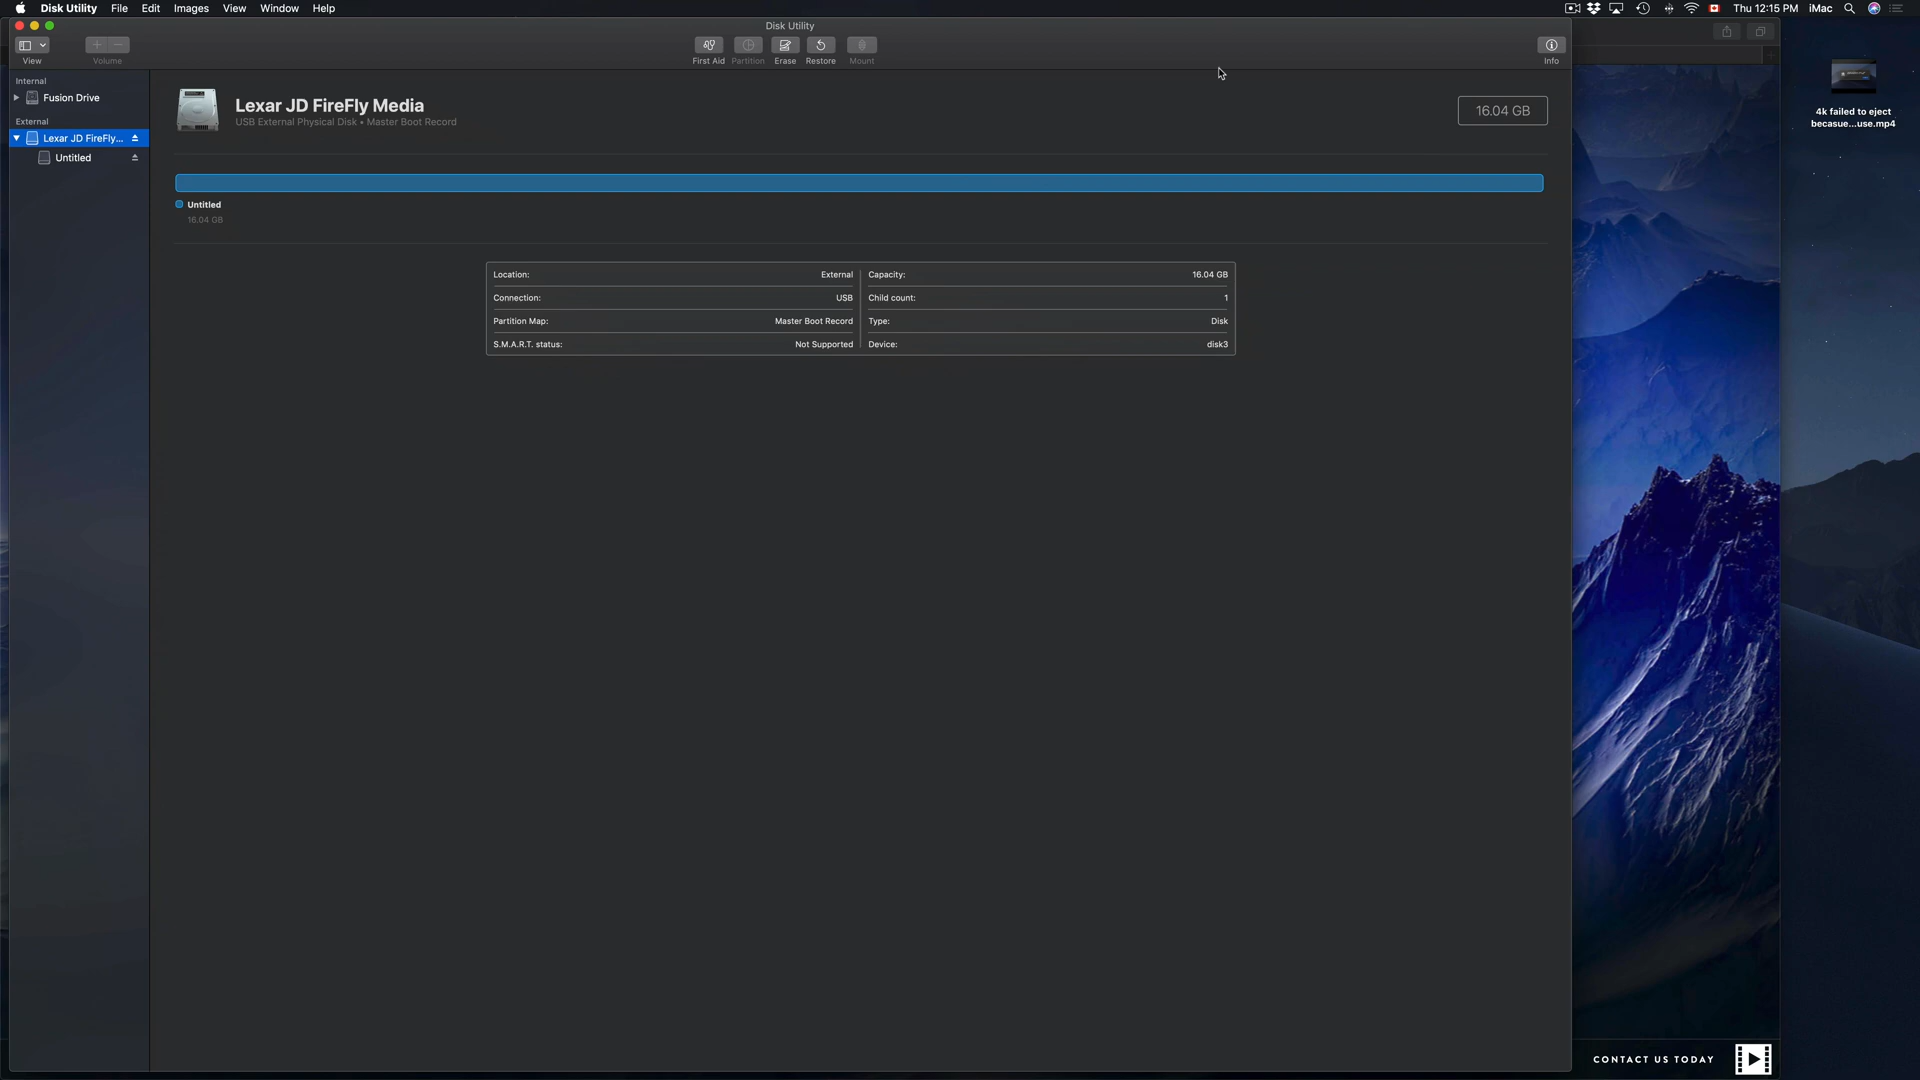 Disk Utility File Edit Images View Window Help
Thu 12:15 PM iMac
Disk Utility
View
Volume
First Aid
Partition
Erase
Restore
Mount
Info
Internal
Fusion Drive
External
Lexar JD FireFly...
Untitled
Lexar JD FireFly Media
USB External Physical Disk • Master Boot Record
16.04 GB
Untitled
16.04 GB
Location: External
Capacity: 16.04 GB
Connection: USB
Child count: 1
Partition Map: Master Boot Record
Type: Disk
S.M.A.R.T. status: Not Supported
Device: disk3
4k failed to eject
becasue...use.mp4
CONTACT US TODAY